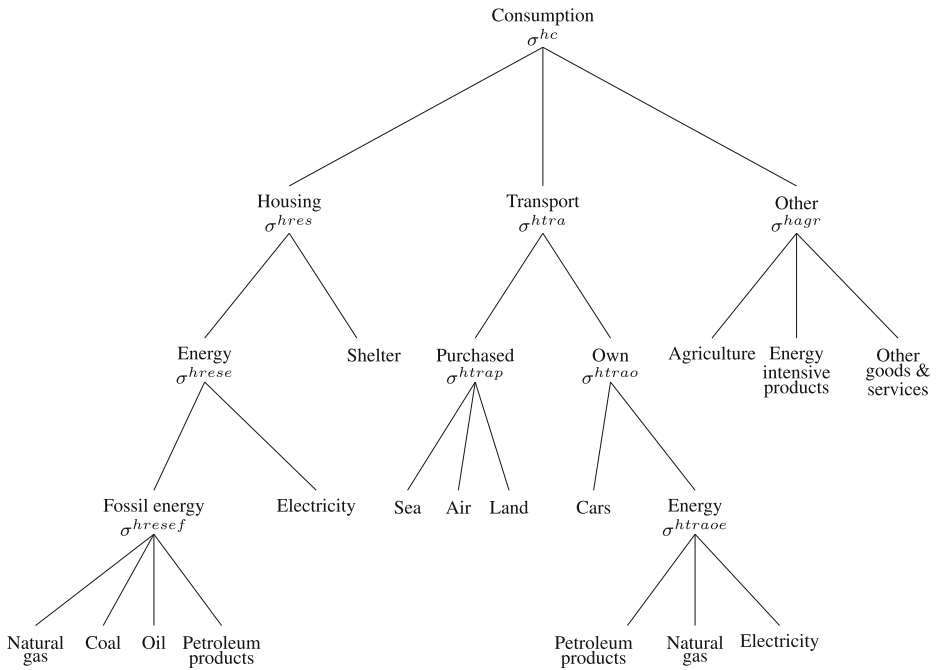 Consumption
σ^{hc}
Housing
σ^{hres}
Transport
σ^{htra}
Other
σ^{hagr}
Energy
σ^{hrese}
Shelter
Purchased
σ^{htrap}
Own
σ^{htrao}
Agriculture
Energy
intensive
products
Other
goods &
services
Fossil energy
σ^{hresef}
Electricity
Sea
Air
Land
Cars
Energy
σ^{htraoe}
Natural
gas
Coal
Oil
Petroleum
products
Petroleum
products
Natural
gas
Electricity